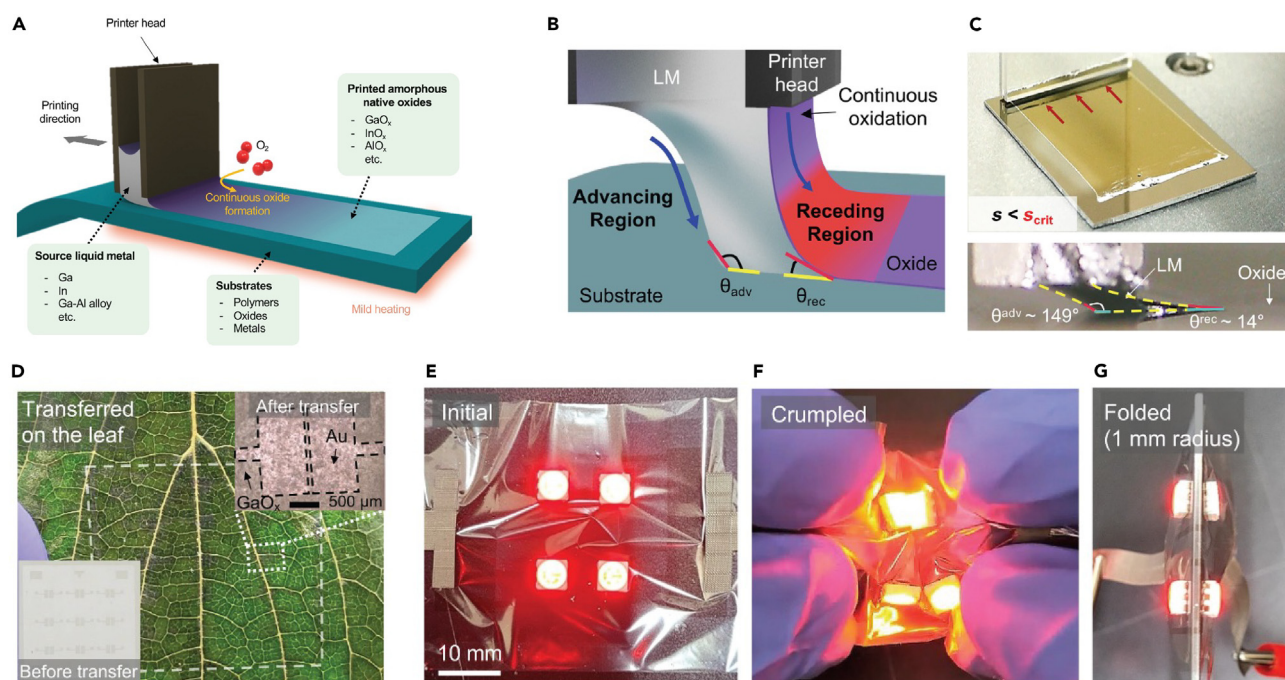 A
Printer head
Printing
direction
O₂
Continuous oxide
formation
Printed amorphous
native oxides
- GaOₓ
- InOₓ
- AlOₓ
etc.
Source liquid metal
- Ga
- In
- Ga-Al alloy
etc.
Substrates
- Polymers
- Oxides
- Metals
Mild heating
B
LM
Printer
head
Continuous
oxidation
Advancing
Region
Receding
Region
Oxide
Substrate
θadv
θrec
C
s < scrit
LM
Oxide
θadv ~ 149°
θrec ~ 14°
D
Transferred
on the leaf
After transfer
Au
GaOₓ
500 μm
Before transfer
E
Initial
10 mm
F
Crumpled
G
Folded
(1 mm radius)